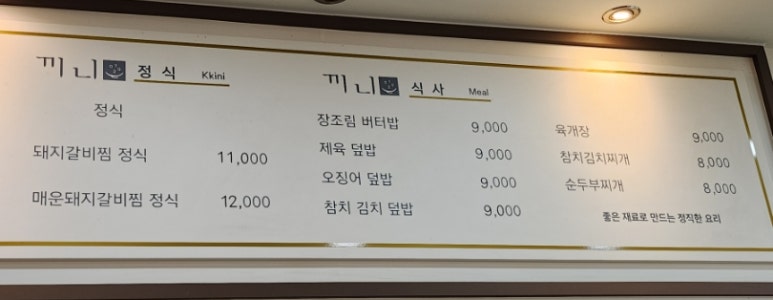 끼니 정식 Kkini
정식
돼지갈비찜 정식 11,000
매운돼지갈비찜 정식 12,000
끼니 식사 Meal
장조림 버터밥 9,000
제육 덮밥 9,000
오징어 덮밥 9,000
참치 김치 덮밥 9,000
육개장 9,000
참치김치찌개 8,000
순두부찌개 8,000
좋은 재료로 만드는 정직한 요리